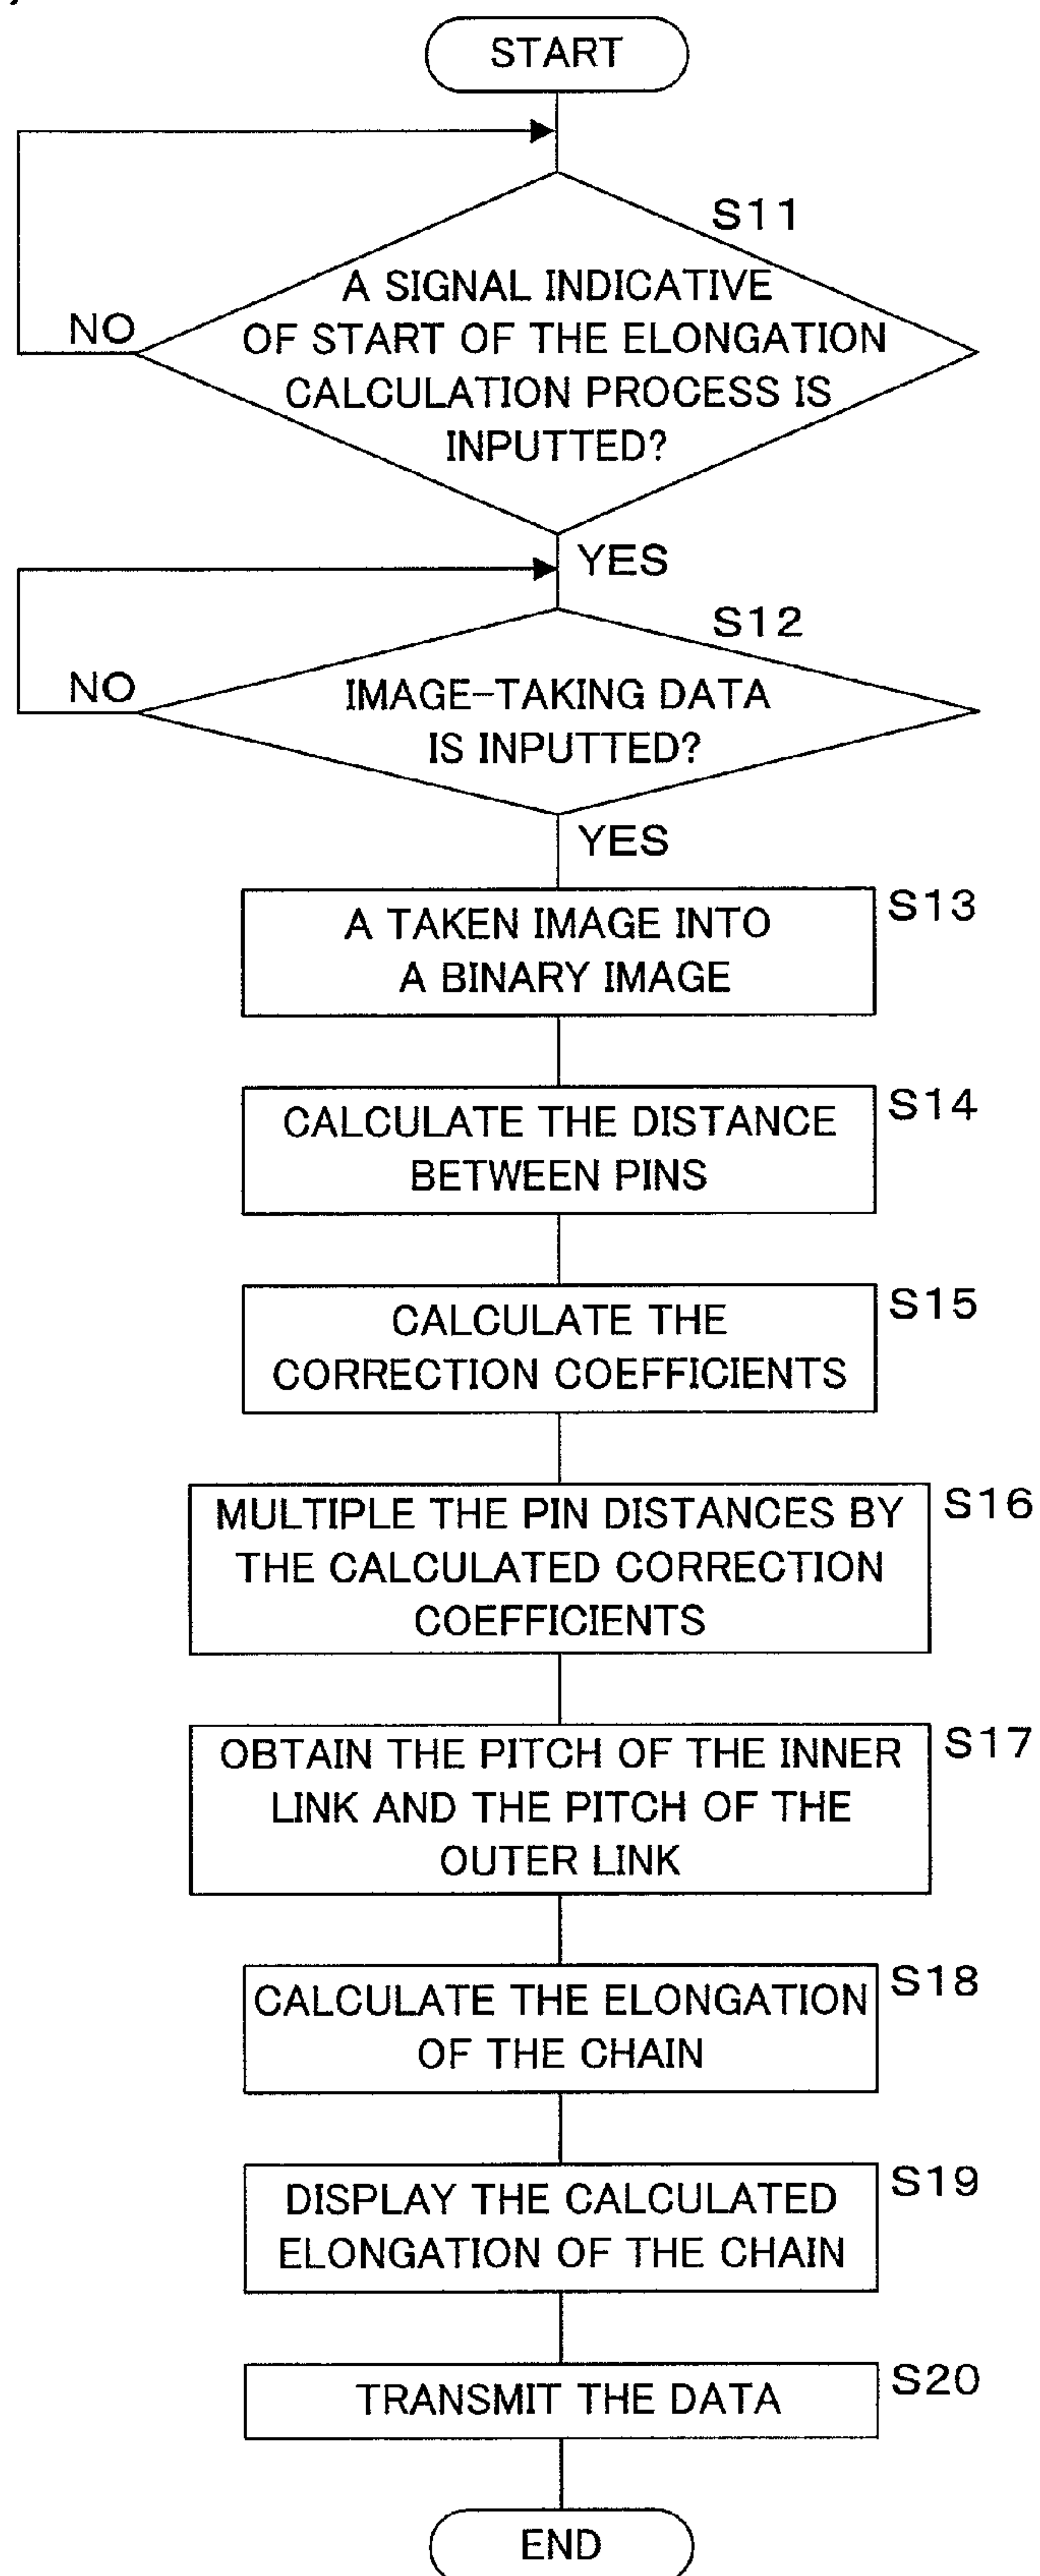 START
S11
A SIGNAL INDICATIVE
OF START OF THE ELONGATION
CALCULATION PROCESS IS
INPUTTED?
NO
YES
S12
IMAGE-TAKING DATA
IS INPUTTED?
NO
YES
S13
A TAKEN IMAGE INTO
A BINARY IMAGE
S14
CALCULATE THE DISTANCE
BETWEEN PINS
S15
CALCULATE THE
CORRECTION COEFFICIENTS
S16
MULTIPLE THE PIN DISTANCES BY
THE CALCULATED CORRECTION
COEFFICIENTS
S17
OBTAIN THE PITCH OF THE INNER
LINK AND THE PITCH OF THE
OUTER LINK
S18
CALCULATE THE ELONGATION
OF THE CHAIN
S19
DISPLAY THE CALCULATED
ELONGATION OF THE CHAIN
S20
TRANSMIT THE DATA
END